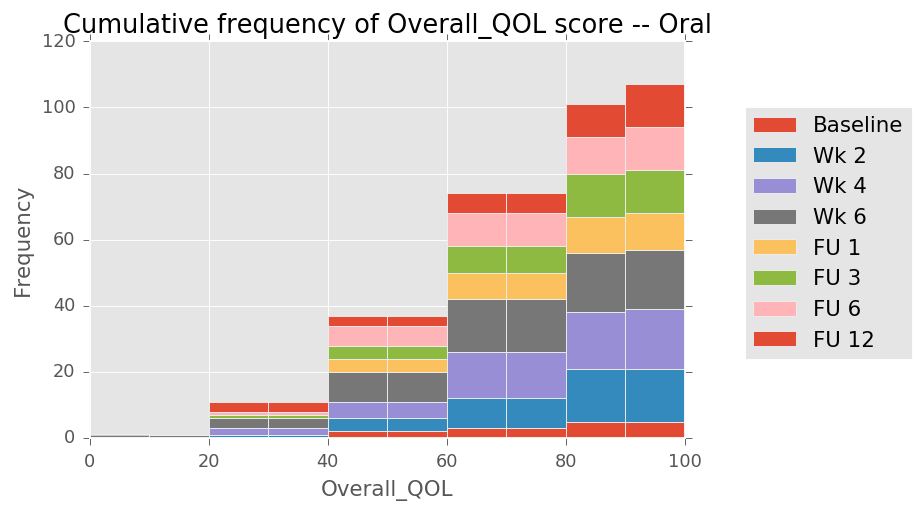 Cumulative frequency of Overall_QOL score -- Oral
120
100
80
60
40
20
0
Frequency
0 20 40 60 80 100
Overall_QOL
Baseline
Wk 2
Wk 4
Wk 6
FU 1
FU 3
FU 6
FU 12